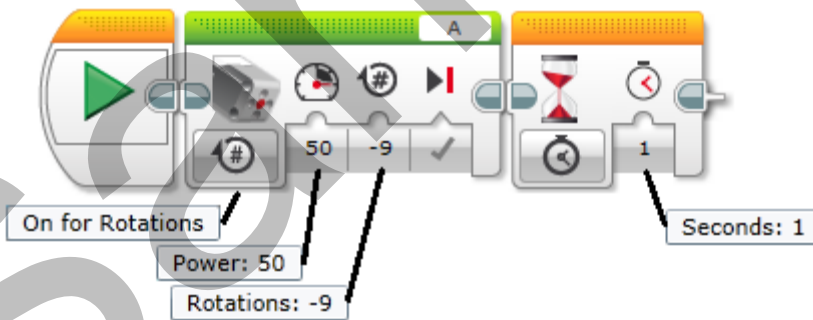 A
#
#
50
-9
1
On for Rotations
Power: 50
Rotations: -9
Seconds: 1